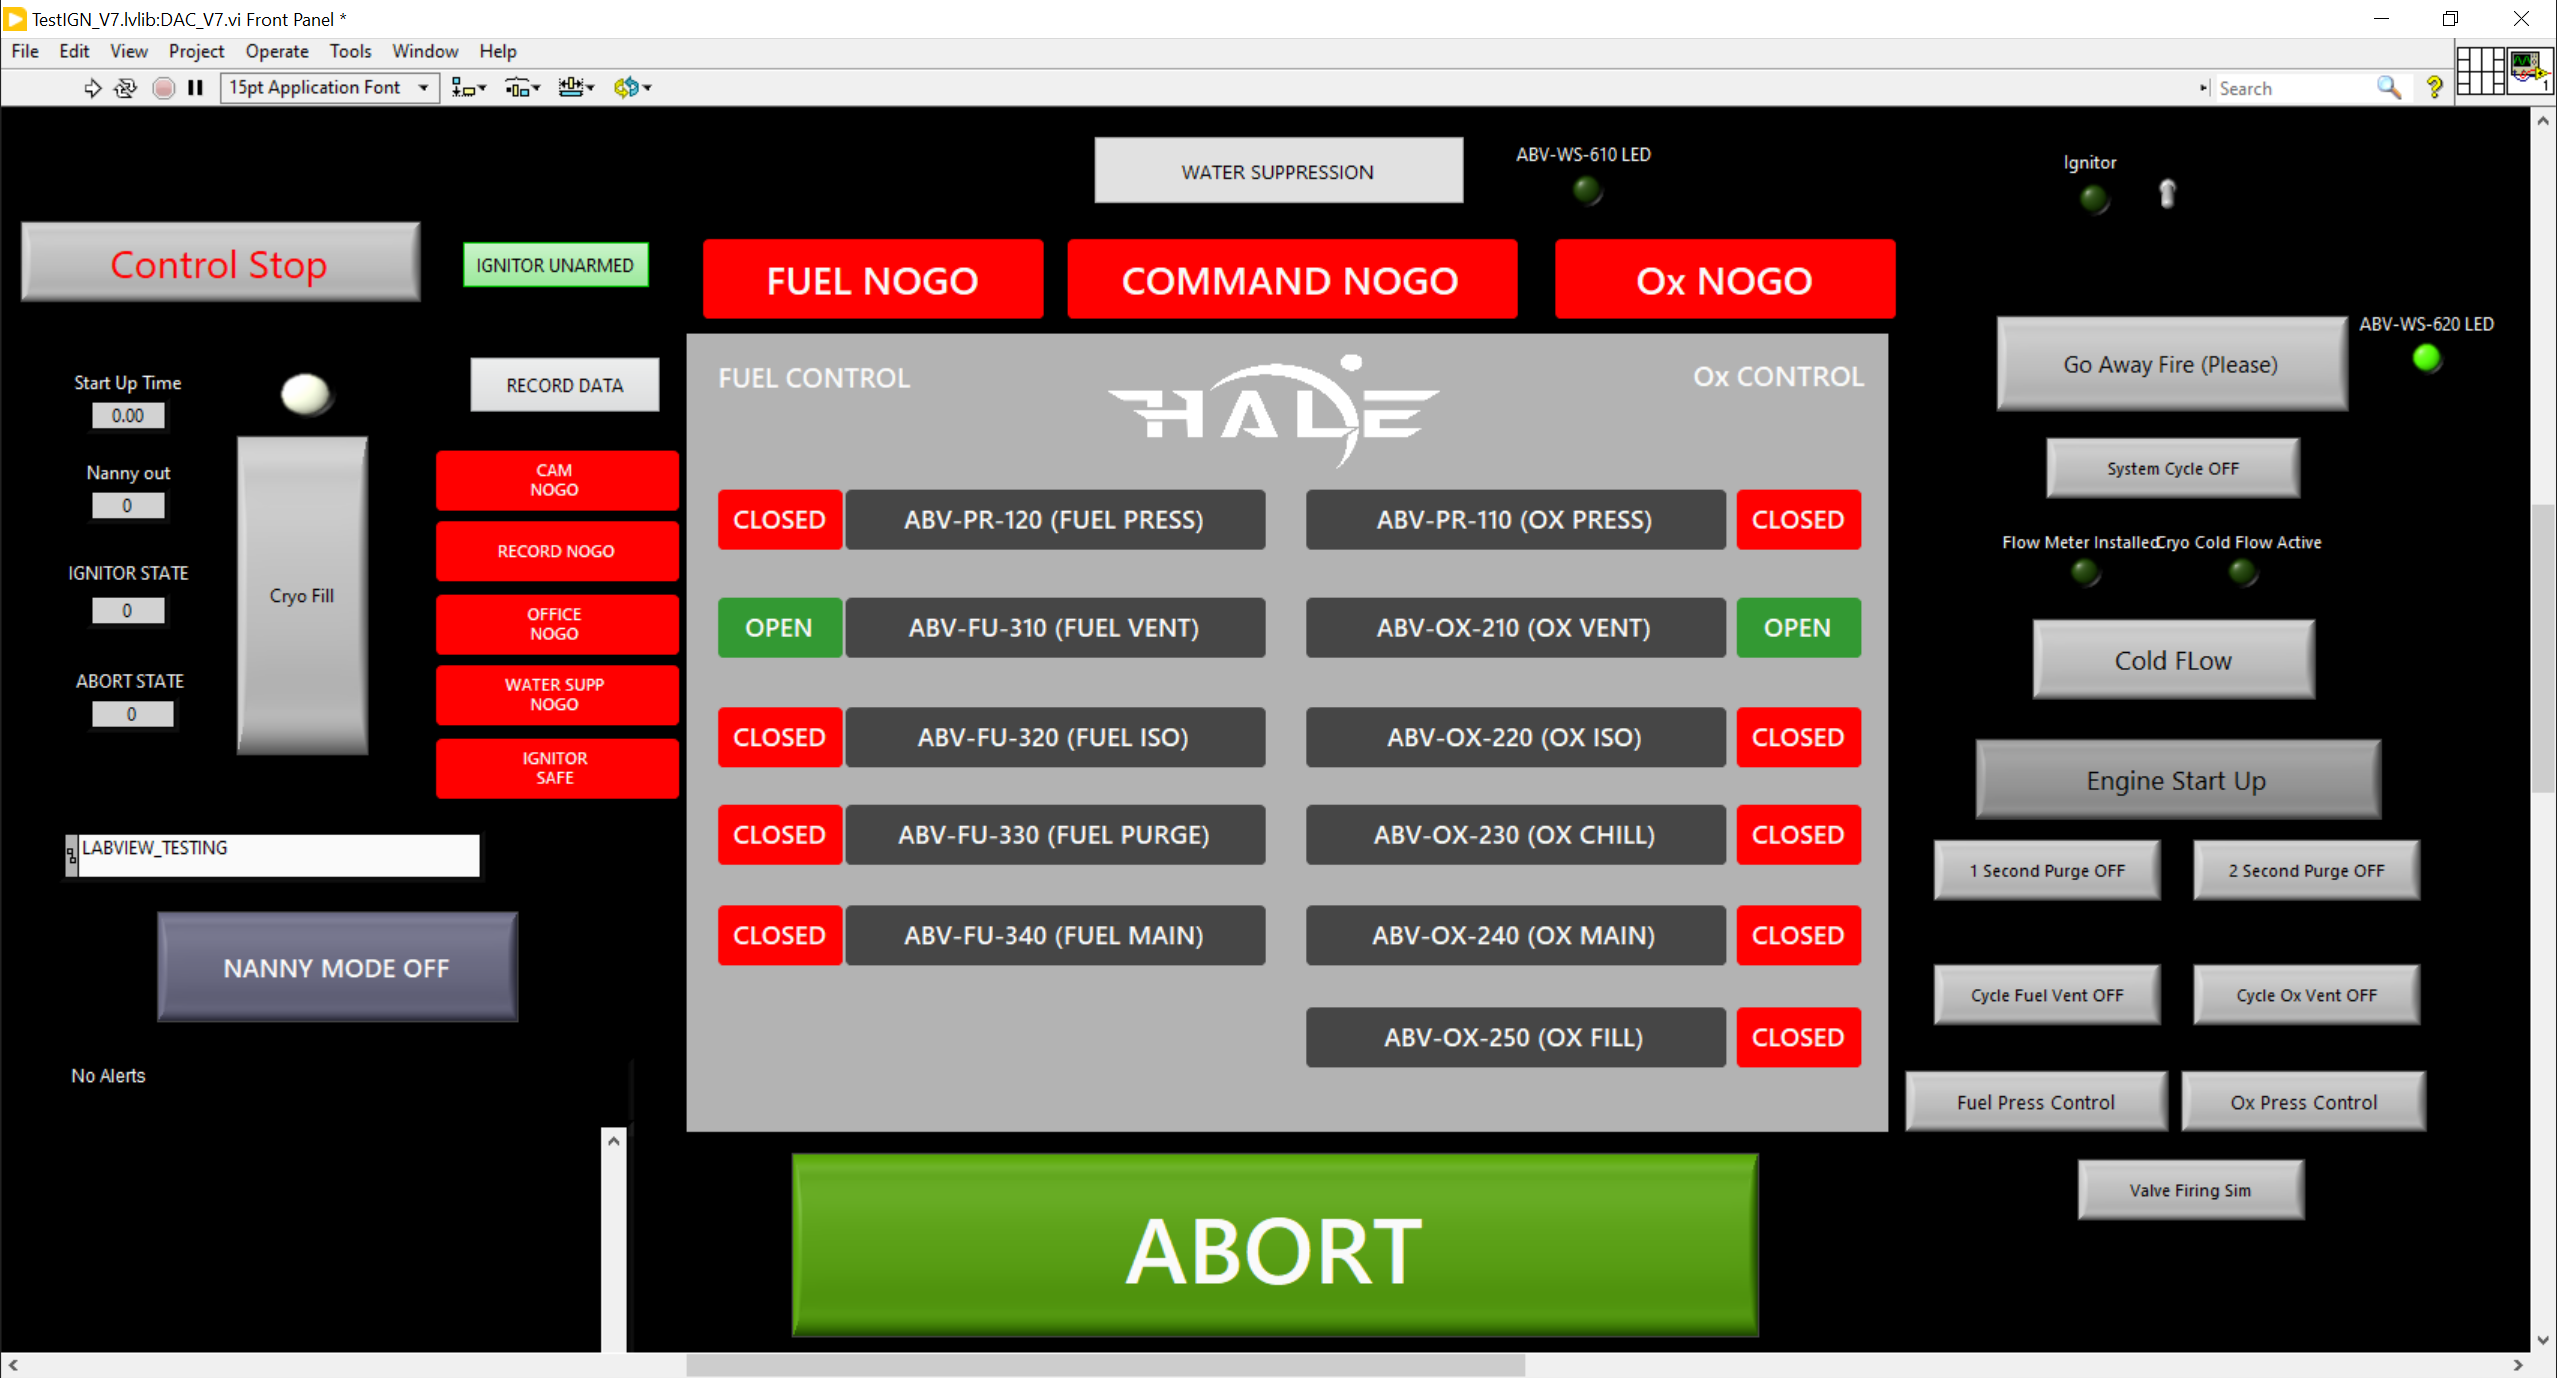 TestIGN_V7.lvlib:DAC_V7.vi Front Panel *
File Edit View Project Operate Tools Window Help
15pt Application Font
Search
1
WATER SUPPRESSION
ABV-WS-610 LED
Ignitor
Control Stop
IGNITOR UNARMED
FUEL NOGO
COMMAND NOGO
Ox NOGO
Start Up Time
0.00
Nanny out
0
IGNITOR STATE
0
ABORT STATE
0
Cryo Fill
RECORD DATA
CAM
NOGO
RECORD NOGO
OFFICE
NOGO
WATER SUPP
NOGO
IGNITOR
SAFE
LABVIEW_TESTING
NANNY MODE OFF
No Alerts
FUEL CONTROL
HALE
Ox CONTROL
CLOSED ABV-PR-120 (FUEL PRESS) ABV-PR-110 (OX PRESS) CLOSED
OPEN ABV-FU-310 (FUEL VENT) ABV-OX-210 (OX VENT) OPEN
CLOSED ABV-FU-320 (FUEL ISO) ABV-OX-220 (OX ISO) CLOSED
CLOSED ABV-FU-330 (FUEL PURGE) ABV-OX-230 (OX CHILL) CLOSED
CLOSED ABV-FU-340 (FUEL MAIN) ABV-OX-240 (OX MAIN) CLOSED
ABV-OX-250 (OX FILL) CLOSED
ABORT
ABV-WS-620 LED
Go Away Fire (Please)
System Cycle OFF
Flow Meter Installed
Cryo Cold Flow Active
Cold FLow
Engine Start Up
1 Second Purge OFF
2 Second Purge OFF
Cycle Fuel Vent OFF
Cycle Ox Vent OFF
Fuel Press Control
Ox Press Control
Valve Firing Sim